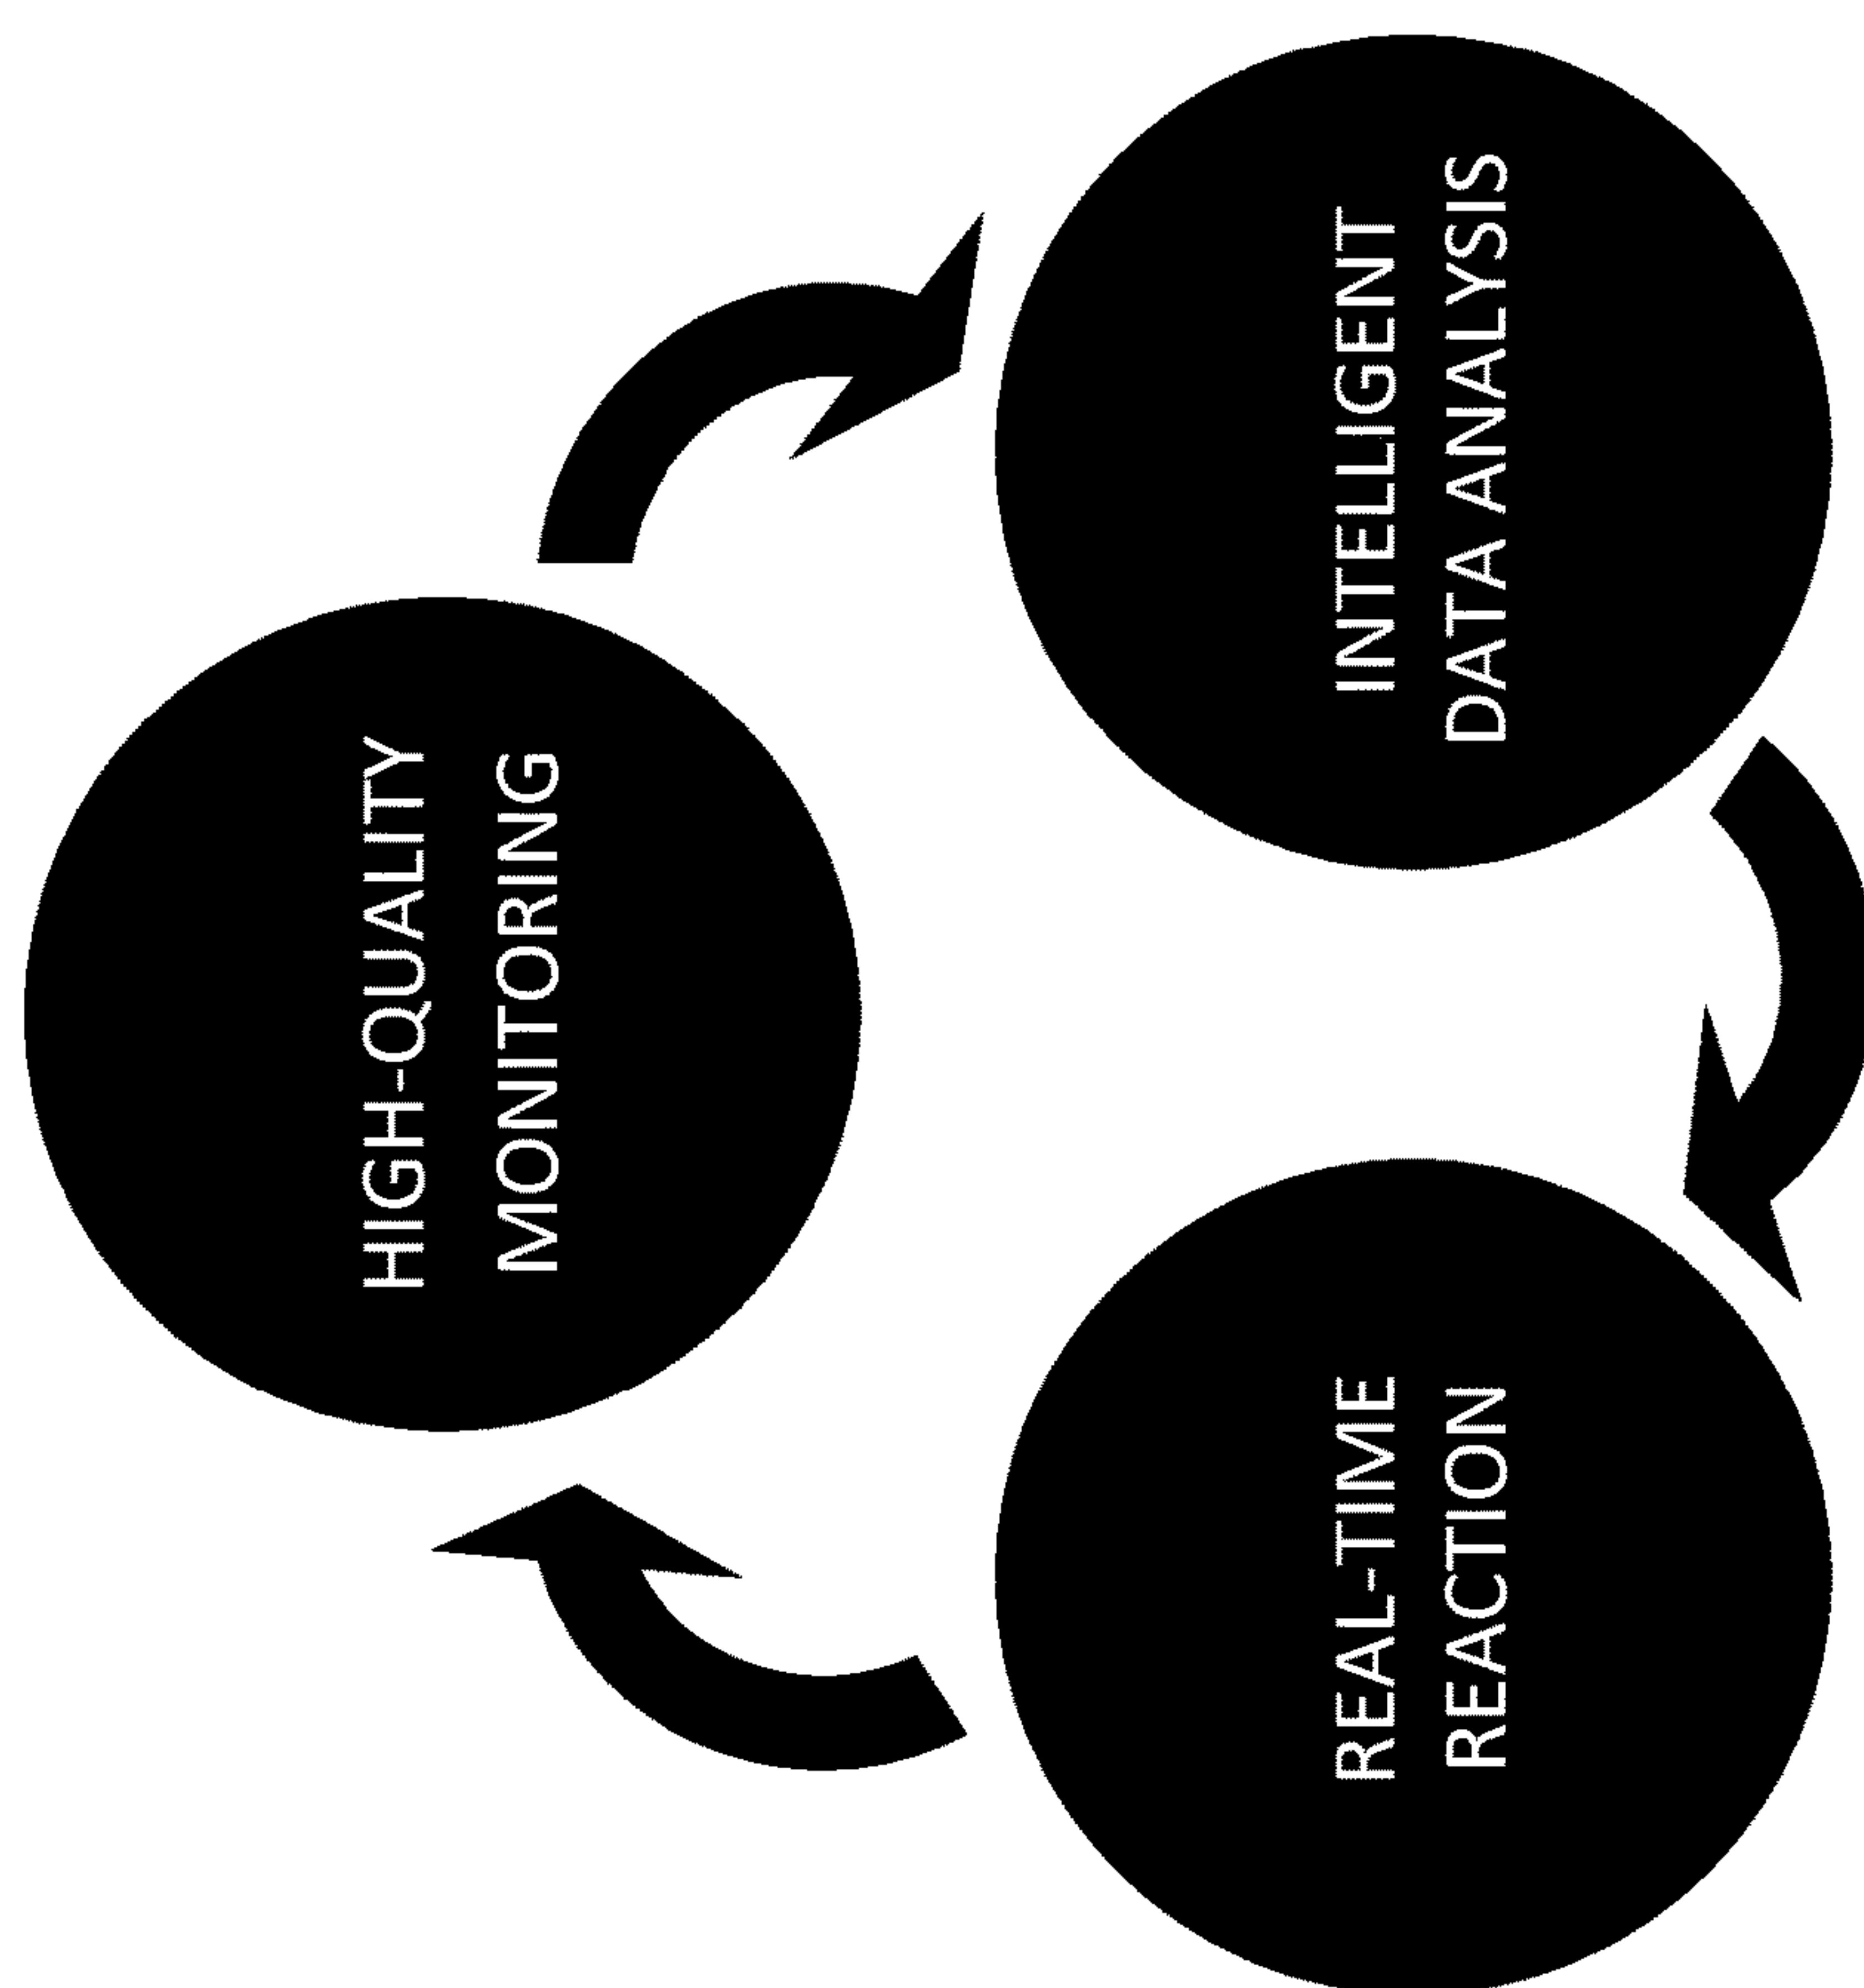 HIGH-QUALITY
MONITORING
INTELLIGENT
DATA ANALYSIS
REAL-TIME
REACTION